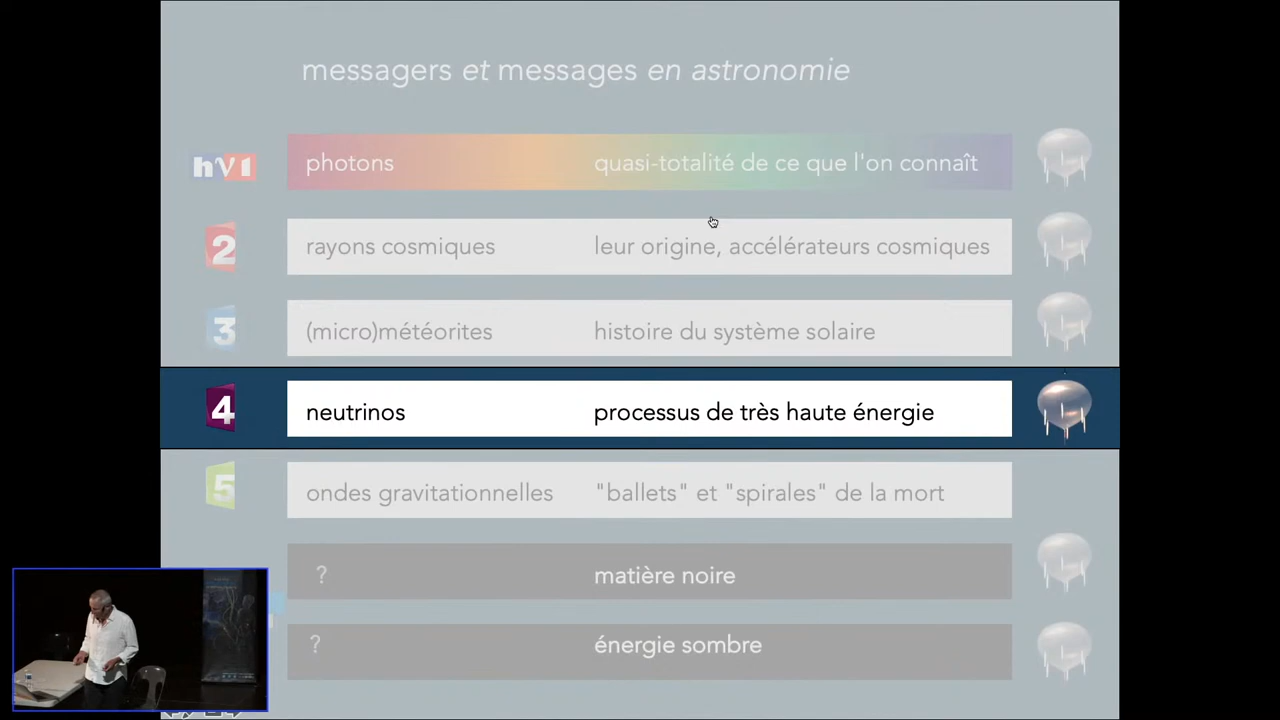 messagers et messages en astronomie
hν1 photons quasi-totalité de ce que l'on connaît
2 rayons cosmiques leur origine, accélérateurs cosmiques
3 (micro)météorites histoire du système solaire
4 neutrinos processus de très haute énergie
5 ondes gravitationnelles "ballets" et "spirales" de la mort
? matière noire
? énergie sombre